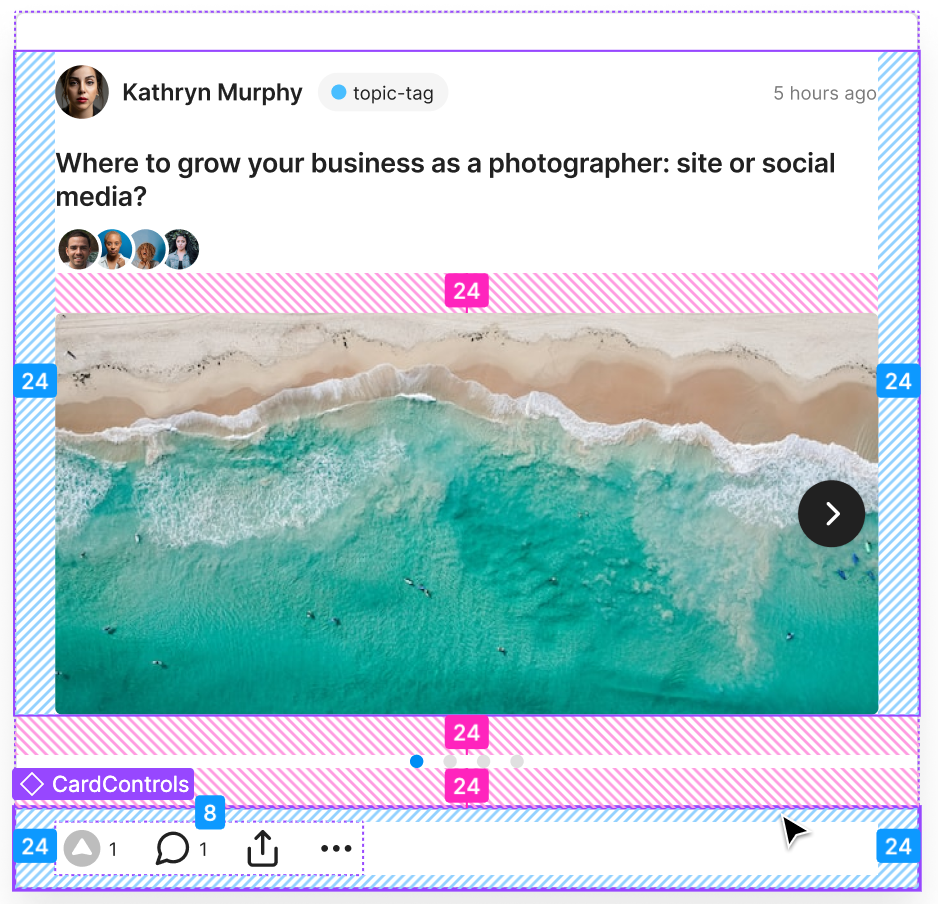 Kathryn Murphy topic-tag 5 hours ago
Where to grow your business as a photographer: site or social
media?
24
24 24
24
24
CardControls
8
24 1 1 24